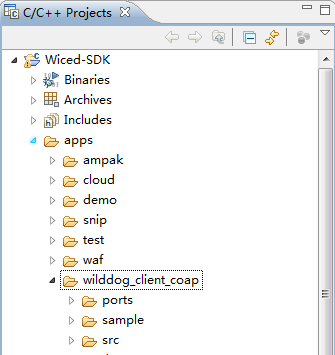 C/C++ Projects
Wiced-SDK
Binaries
Archives
Includes
apps
ampak
cloud
demo
snip
test
waf
wilddog_client_coap
ports
sample
src